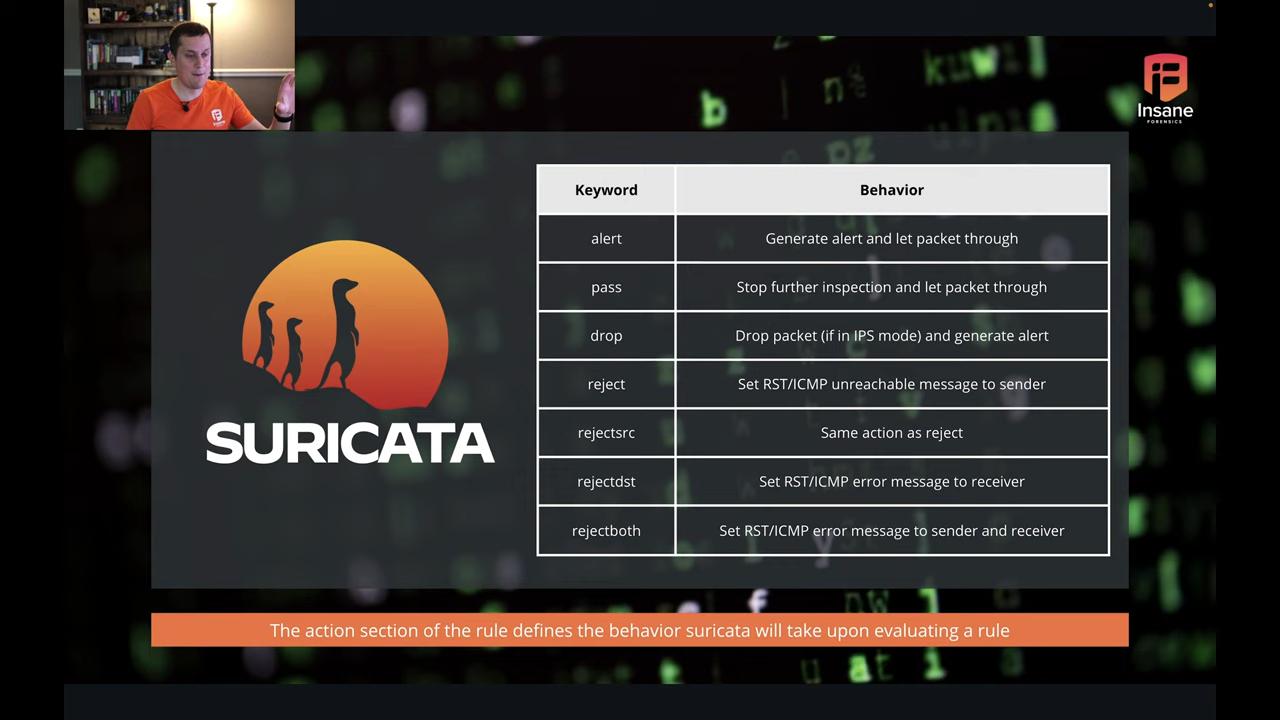 Insane
FORENSICS
Keyword Behavior
alert Generate alert and let packet through
pass Stop further inspection and let packet through
drop Drop packet (if in IPS mode) and generate alert
reject Set RST/ICMP unreachable message to sender
rejectsrc Same action as reject
rejectdst Set RST/ICMP error message to receiver
rejectboth Set RST/ICMP error message to sender and receiver
SURICATA
The action section of the rule defines the behavior suricata will take upon evaluating a rule